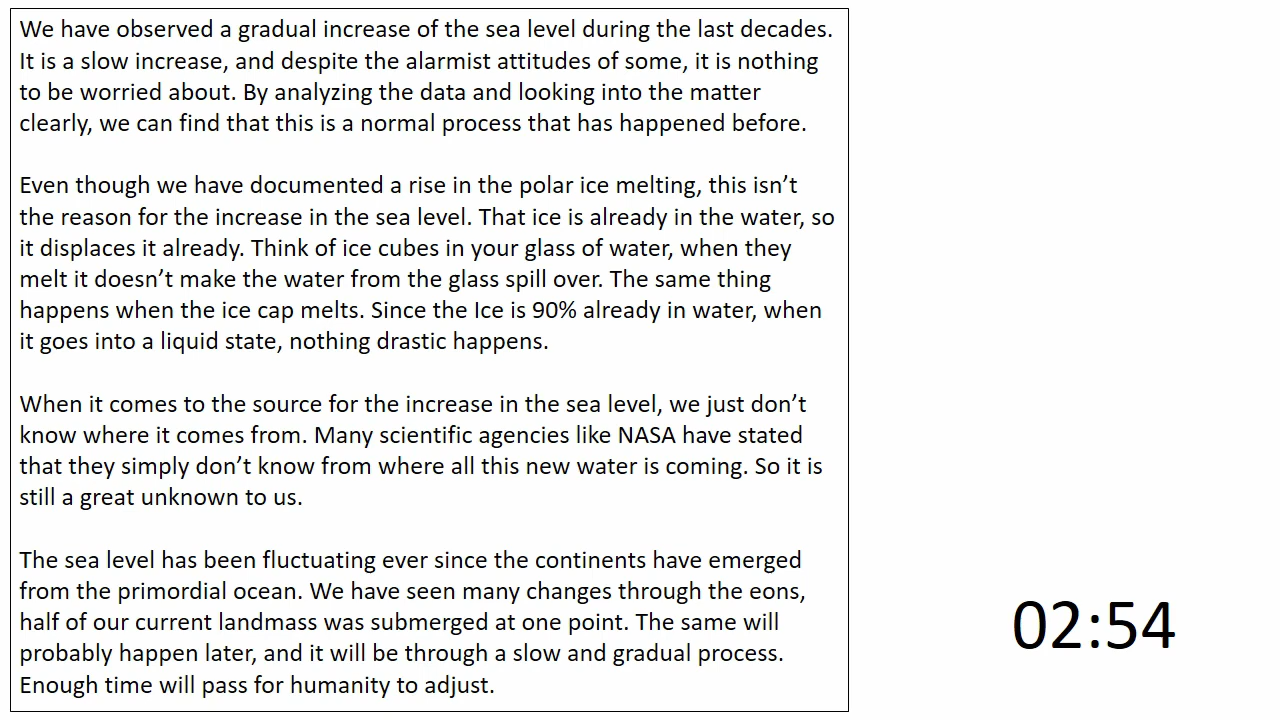 We have observed a gradual increase of the sea level during the last decades.
It is a slow increase, and despite the alarmist attitudes of some, it is nothing
to be worried about. By analyzing the data and looking into the matter
clearly, we can find that this is a normal process that has happened before.
Even though we have documented a rise in the polar ice melting, this isn’t
the reason for the increase in the sea level. That ice is already in the water, so
it displaces it already. Think of ice cubes in your glass of water, when they
melt it doesn’t make the water from the glass spill over. The same thing
happens when the ice cap melts. Since the Ice is 90% already in water, when
it goes into a liquid state, nothing drastic happens.
When it comes to the source for the increase in the sea level, we just don’t
know where it comes from. Many scientific agencies like NASA have stated
that they simply don’t know from where all this new water is coming. So it is
still a great unknown to us.
The sea level has been fluctuating ever since the continents have emerged
from the primordial ocean. We have seen many changes through the eons,
half of our current landmass was submerged at one point. The same will
probably happen later, and it will be through a slow and gradual process.
Enough time will pass for humanity to adjust.
02:54